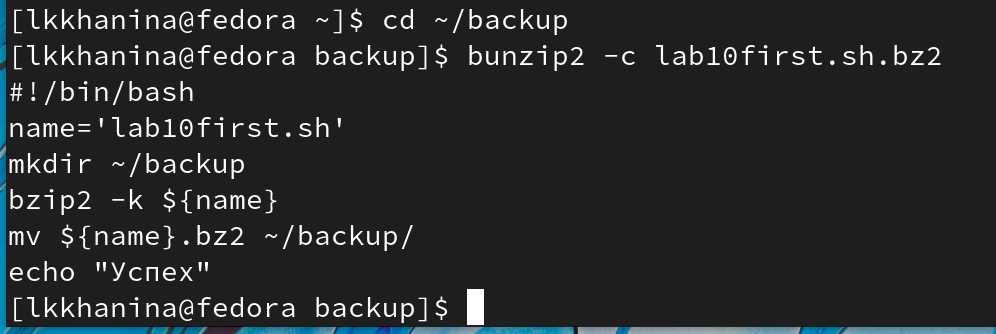 [lkkhanina@fedora ~]$ cd ~/backup
[lkkhanina@fedora backup]$ bunzip2 -c lab10first.sh.bz2
#!/bin/bash
name='lab10first.sh'
mkdir ~/backup
bzip2 -k ${name}
mv ${name}.bz2 ~/backup/
echo "Успех"
[lkkhanina@fedora backup]$